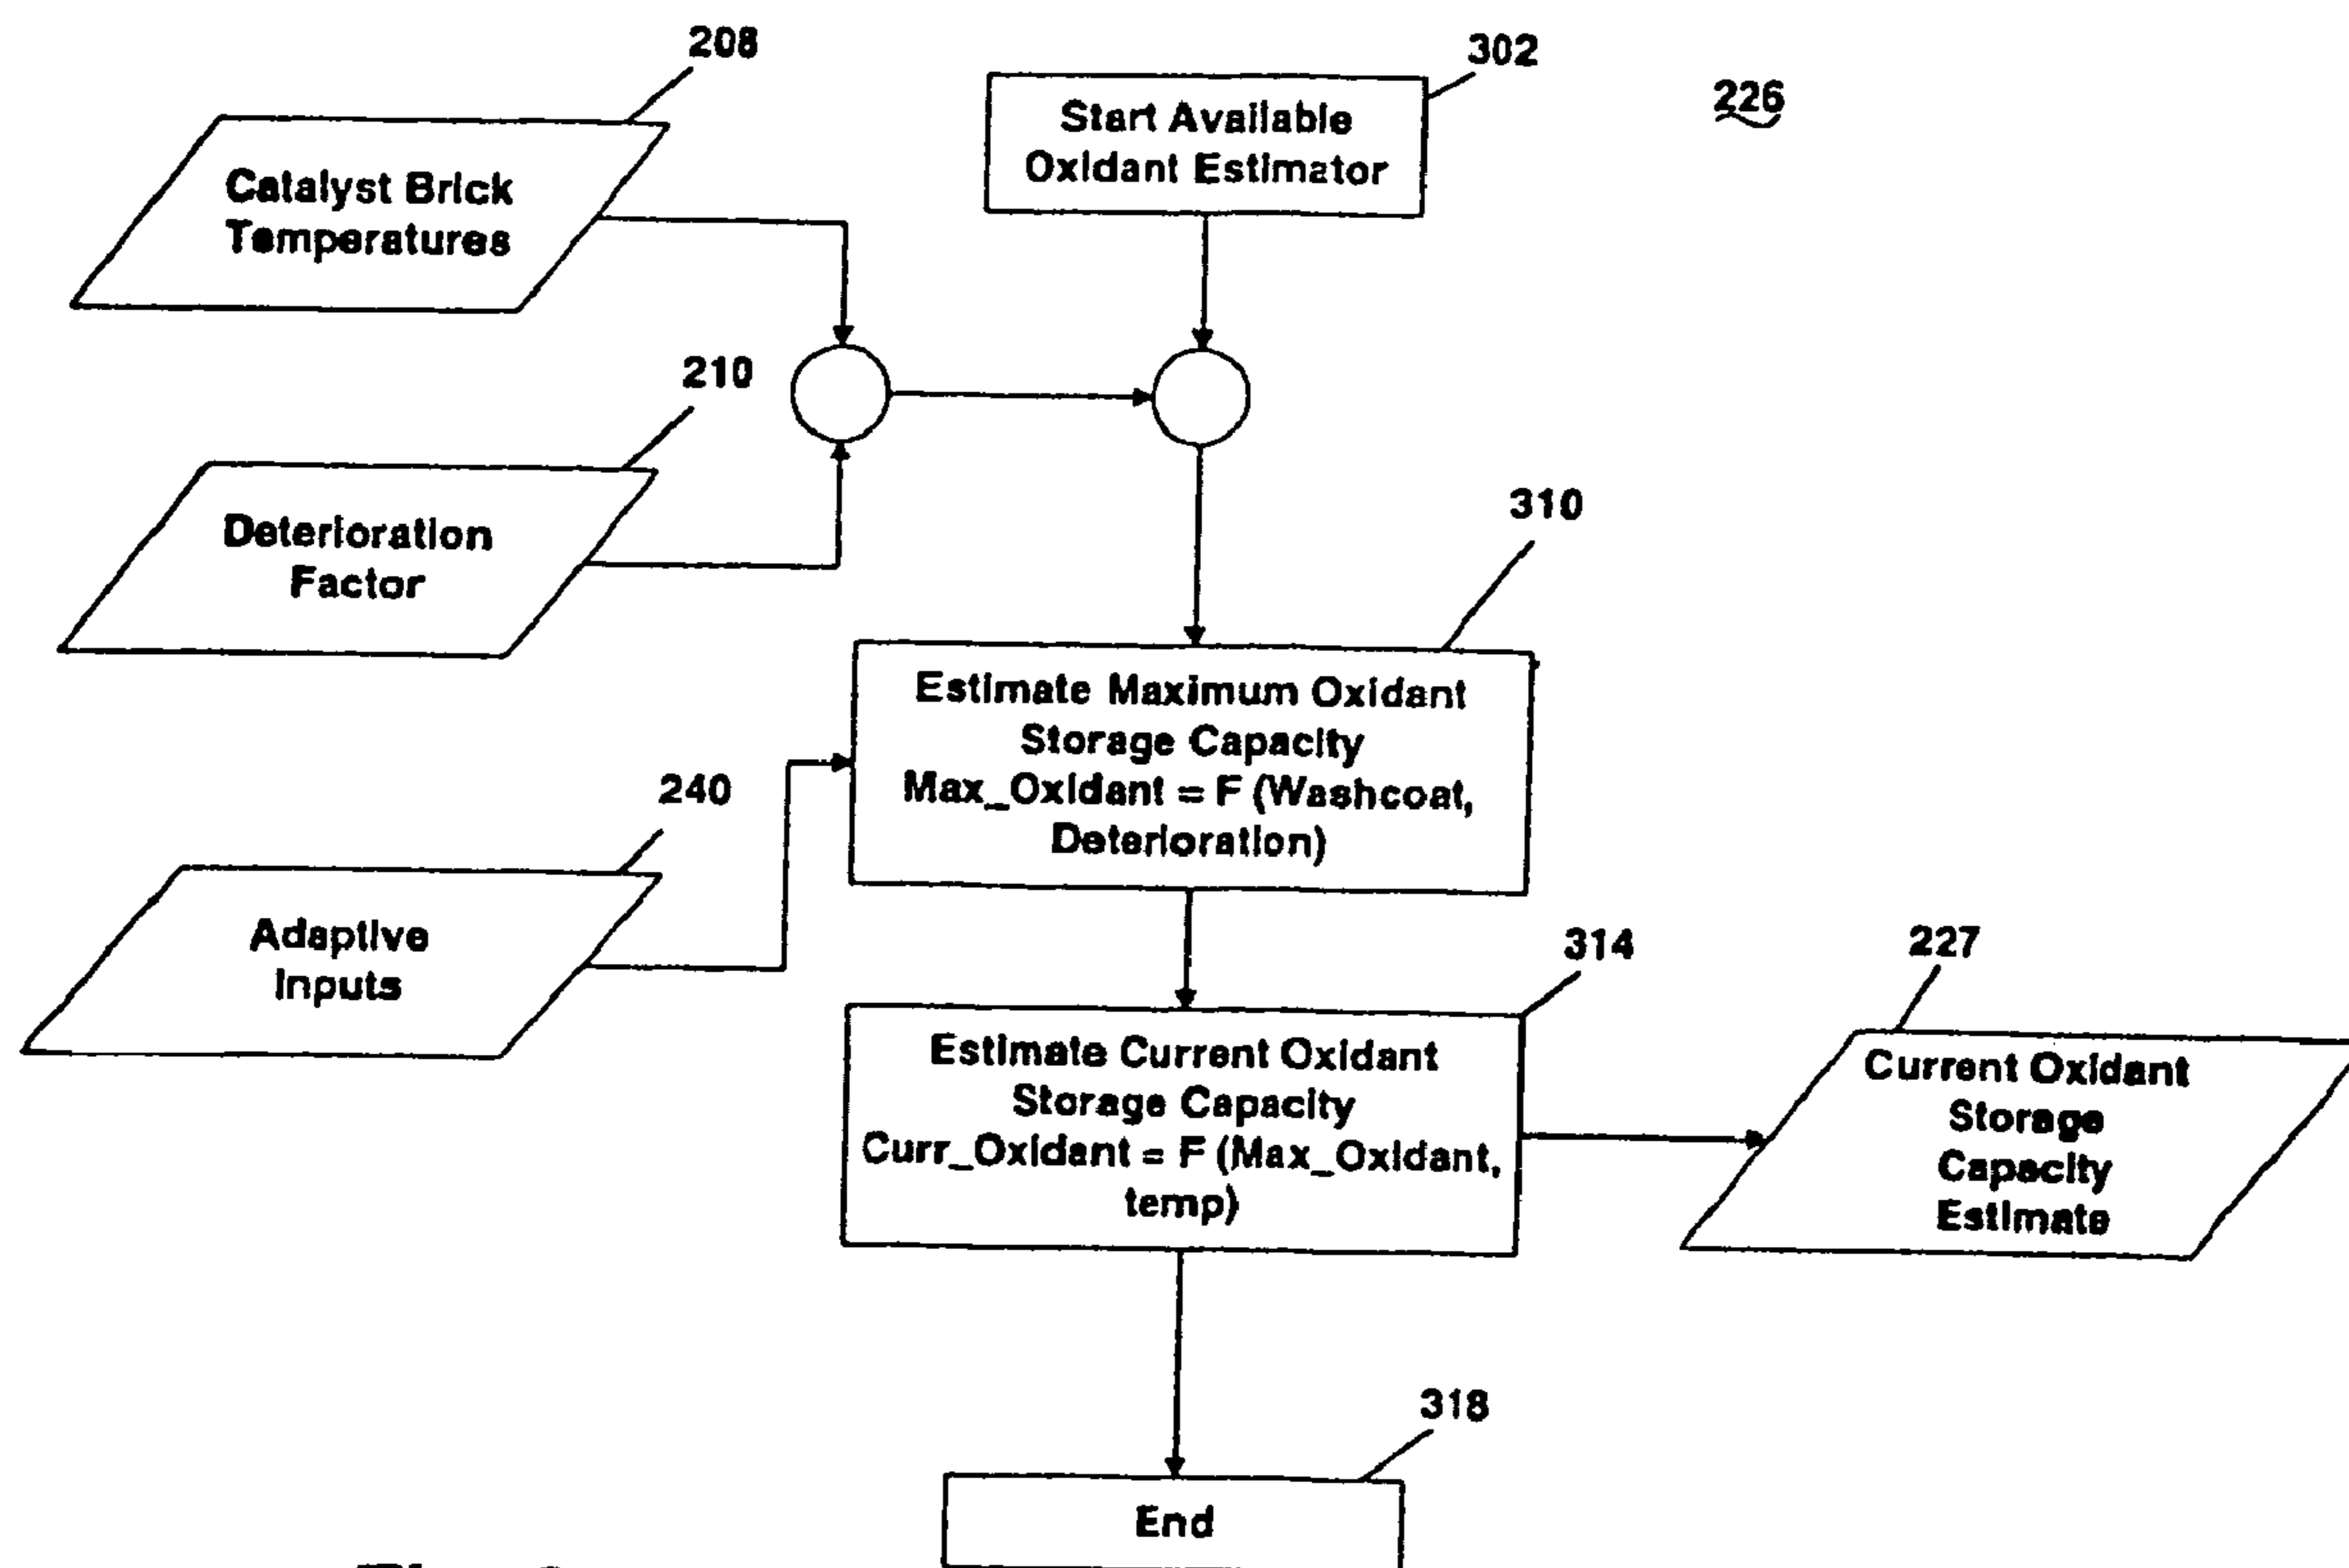 208
302
226
Start Available
Oxidant Estimator
Catalyst Brick
Temperatures
210
Deterioration
Factor
310
Estimate Maximum Oxidant
Storage Capacity
Max_Oxidant = F (Washcoat,
Deterioration)
240
Adaptive
Inputs
314
227
Estimate Current Oxidant
Storage Capacity
Curr_Oxidant = F (Max_Oxidant,
temp)
Current Oxidant
Storage
Capacity
Estimate
318
End